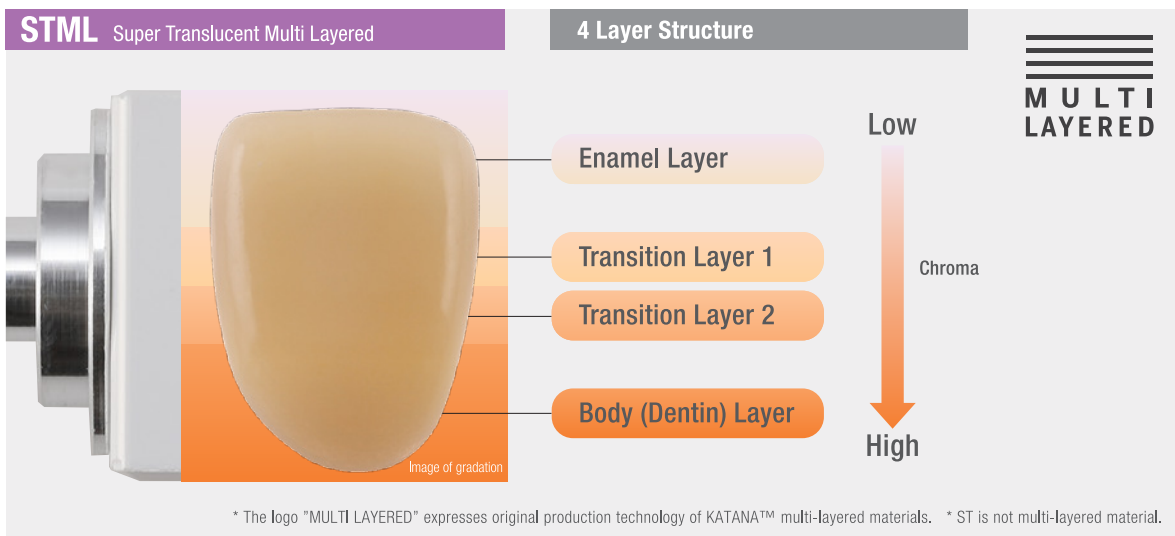 STML Super Translucent Multi Layered
4 Layer Structure
MULTI
LAYERED
Enamel Layer
Transition Layer 1
Transition Layer 2
Body (Dentin) Layer
Low
Chroma
High
Image of gradation
* The logo "MULTI LAYERED" expresses original production technology of KATANA™ multi-layered materials. * ST is not multi-layered material.